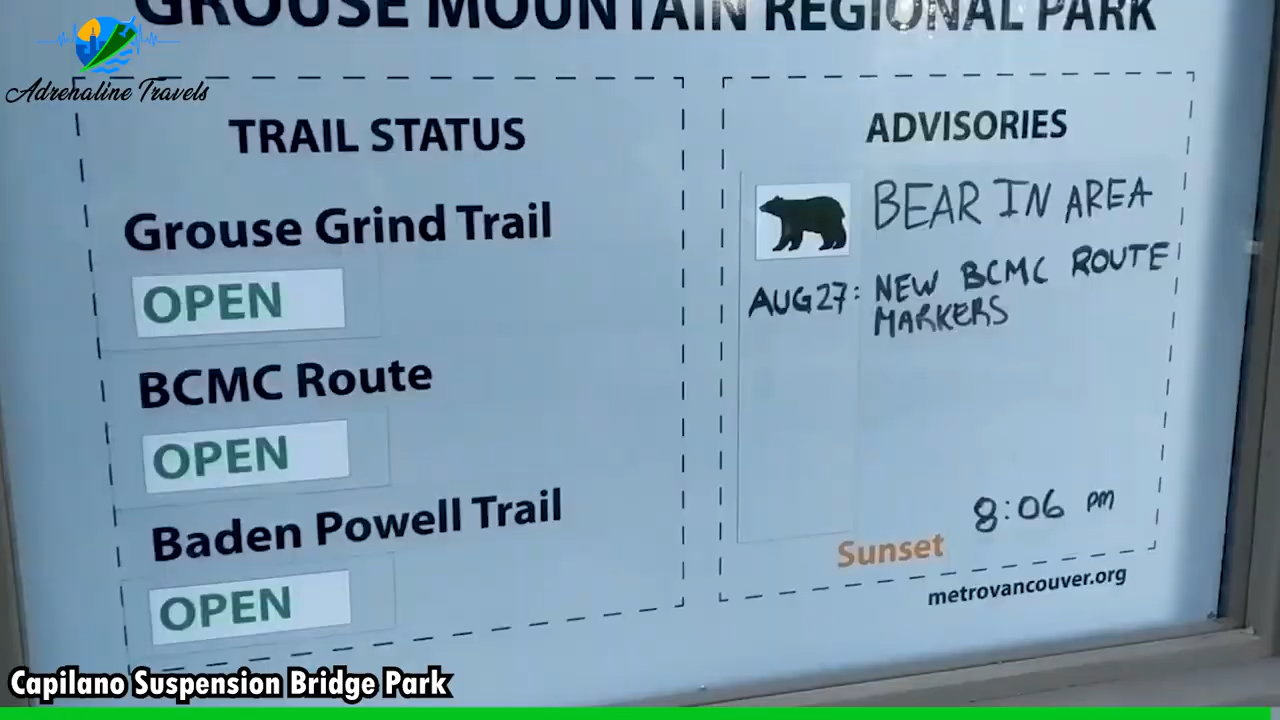 GROUSE MOUNTAIN REGIONAL PARK
Adrenaline Travels
TRAIL STATUS
Grouse Grind Trail
OPEN
BCMC Route
OPEN
Baden Powell Trail
OPEN
ADVISORIES
BEAR IN AREA
AUG 27: NEW BCMC ROUTE
MARKERS
8:06 pm
Sunset
metrovancouver.org
Capilano Suspension Bridge Park